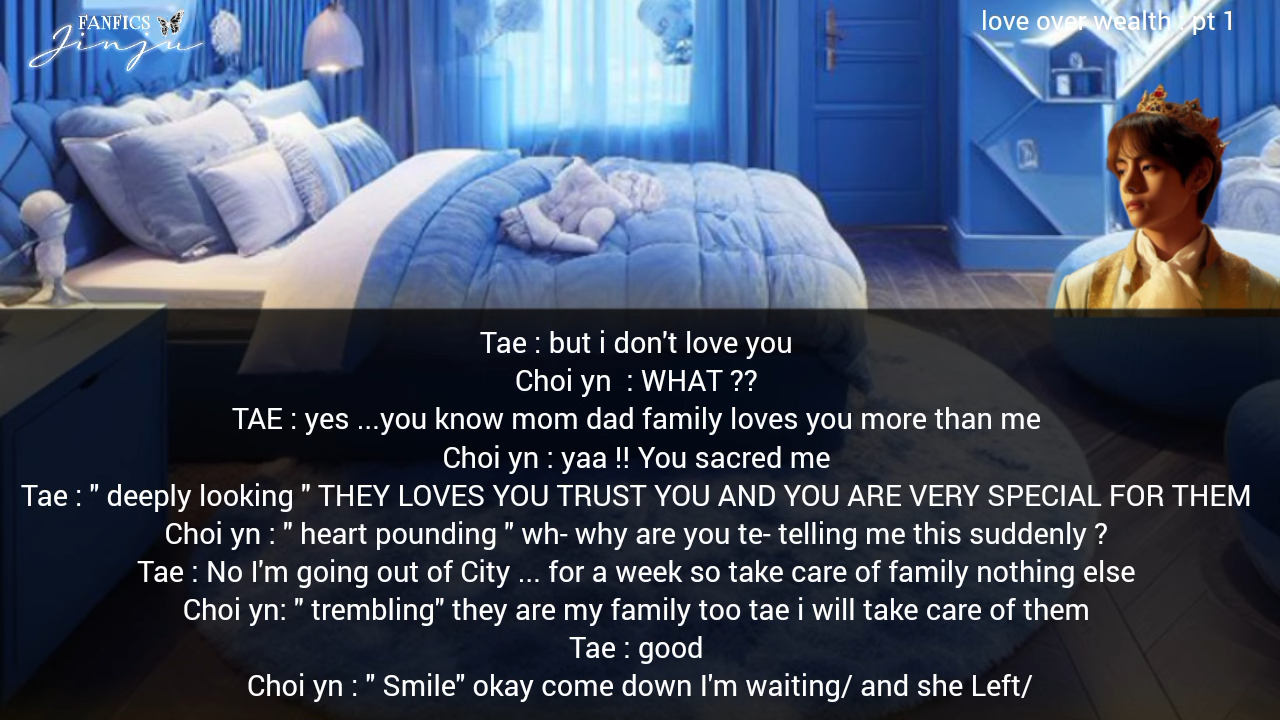 FANFICS
Jinju
love over wealth : pt 1
Tae : but i don't love you
Choi yn  : WHAT ??
TAE : yes ...you know mom dad family loves you more than me
Choi yn : yaa !! You sacred me
Tae : " deeply looking " THEY LOVES YOU TRUST YOU AND YOU ARE VERY SPECIAL FOR THEM
Choi yn : " heart pounding " wh- why are you te- telling me this suddenly ?
Tae : No I'm going out of City ... for a week so take care of family nothing else
Choi yn: " trembling" they are my family too tae i will take care of them
Tae : good
Choi yn : " Smile" okay come down I'm waiting/ and she Left/